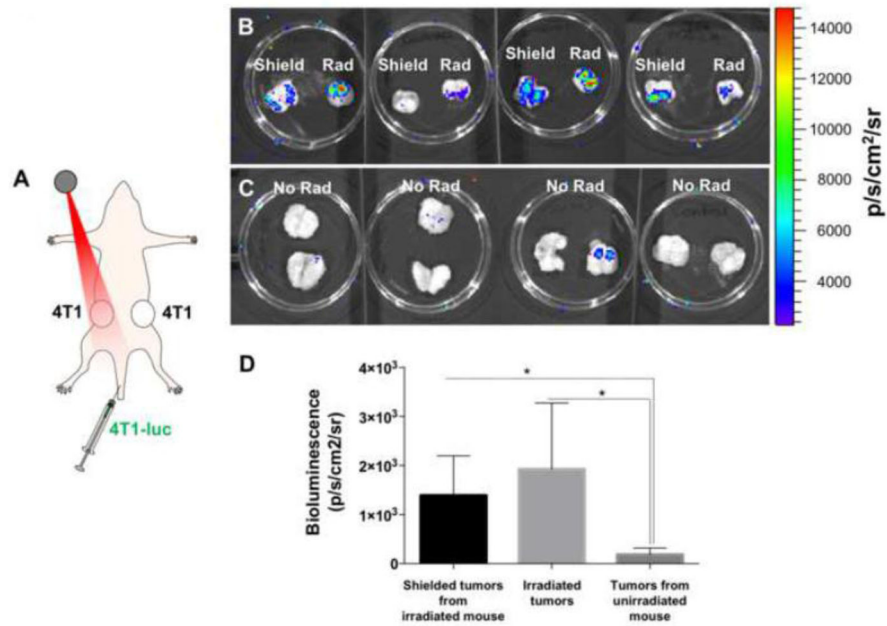 A
4T1
4T1
4T1-luc
B
Shield Rad
Shield Rad
Shield Rad
Shield Rad
C
No Rad
No Rad
No Rad
No Rad
14000
12000
10000
8000
6000
4000
p/s/cm²/sr
D
Bioluminescence
(p/s/cm2/sr)
4×10³
3×10³
2×10³
1×10³
0
*
*
Shielded tumors
from
irradiated mouse
Irradiated
tumors
Tumors from
unirradiated
mouse